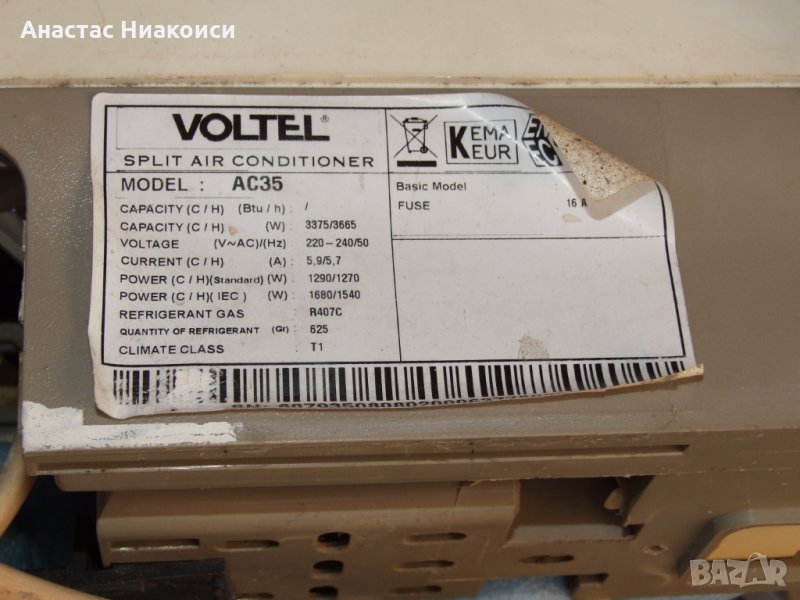 Анастас Ниакоиси
VOLTEL®
SPLIT AIR CONDITIONER
MODEL : AC35
CAPACITY (C / H) (Btu / h) : /
CAPACITY (C / H) (W) : 3375/3665
VOLTAGE (V~AC)/(Hz) : 220-240/50
CURRENT (C / H) (A) : 5,9/5,7
POWER (C / H)(Standard) (W) : 1290/1270
POWER (C / H)( IEC ) (W) : 1680/1540
REFRIGERANT GAS : R407C
QUANTITY OF REFRIGERANT (Gr) : 625
CLIMATE CLASS : T1
KEMA
KEUR
Basic Model :
FUSE : 16 A
BAZAR